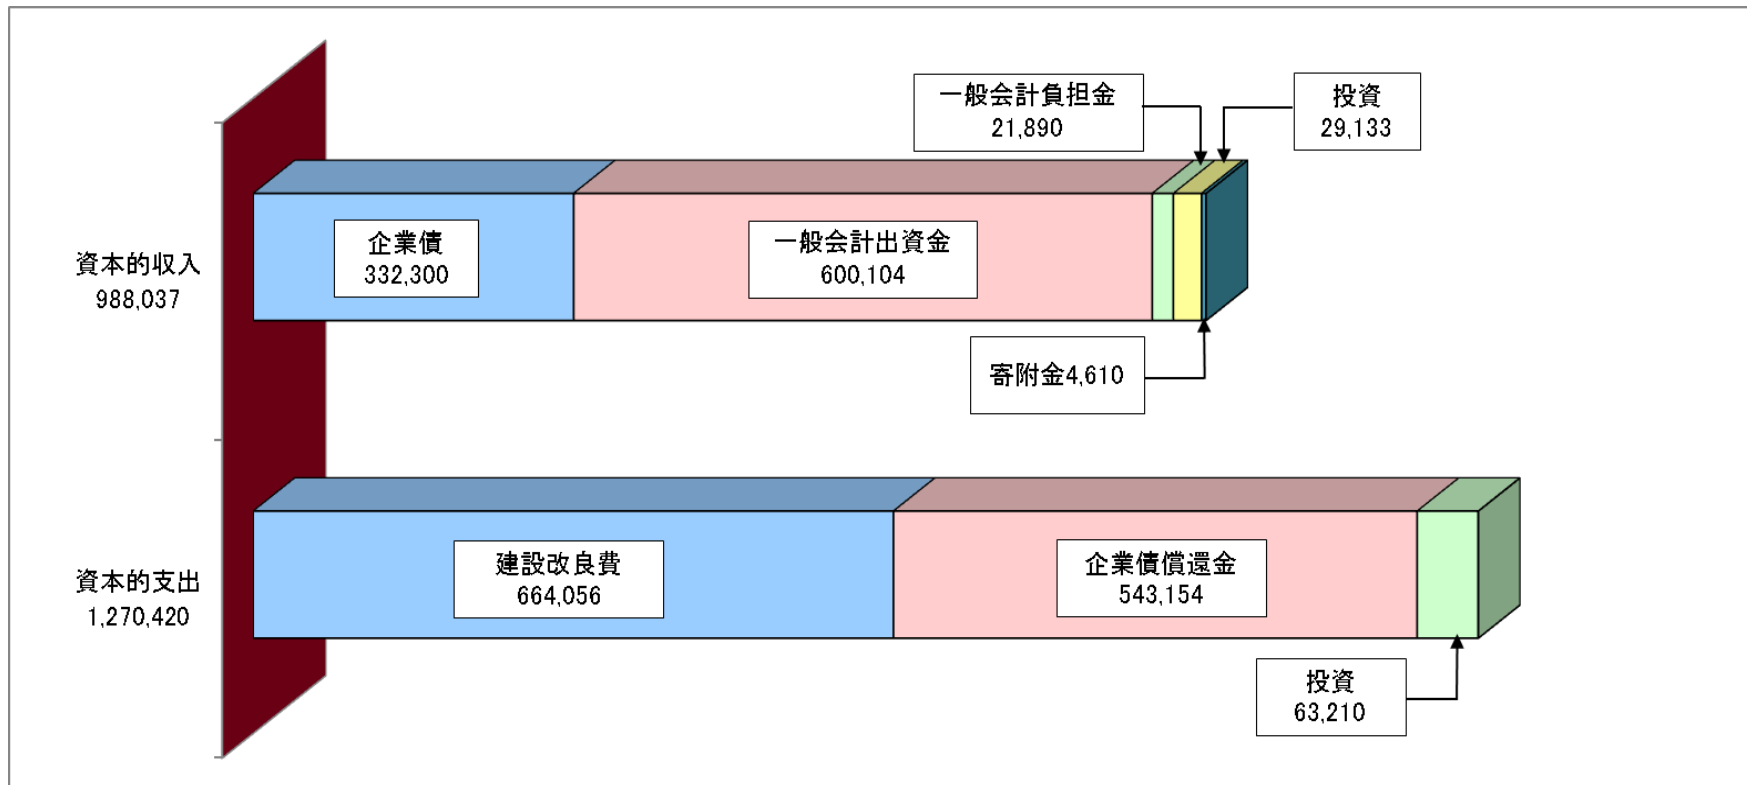 一般会計負担金
21,890
投資
29,133
資本的収入
988,037
企業債
332,300
一般会計出資金
600,104
寄附金4,610
資本的支出
1,270,420
建設改良費
664,056
企業債償還金
543,154
投資
63,210